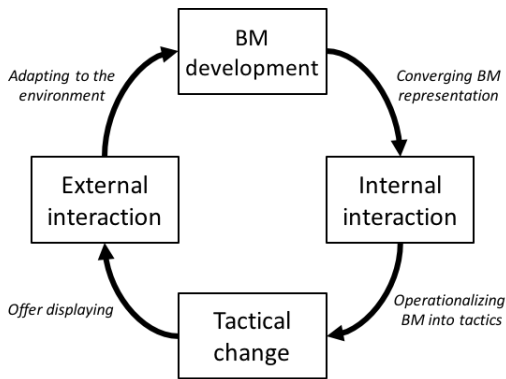 BM
development
Adapting to the
environment
Converging BM
representation
External
interaction
Internal
interaction
Offer displaying
Operationalizing
BM into tactics
Tactical
change